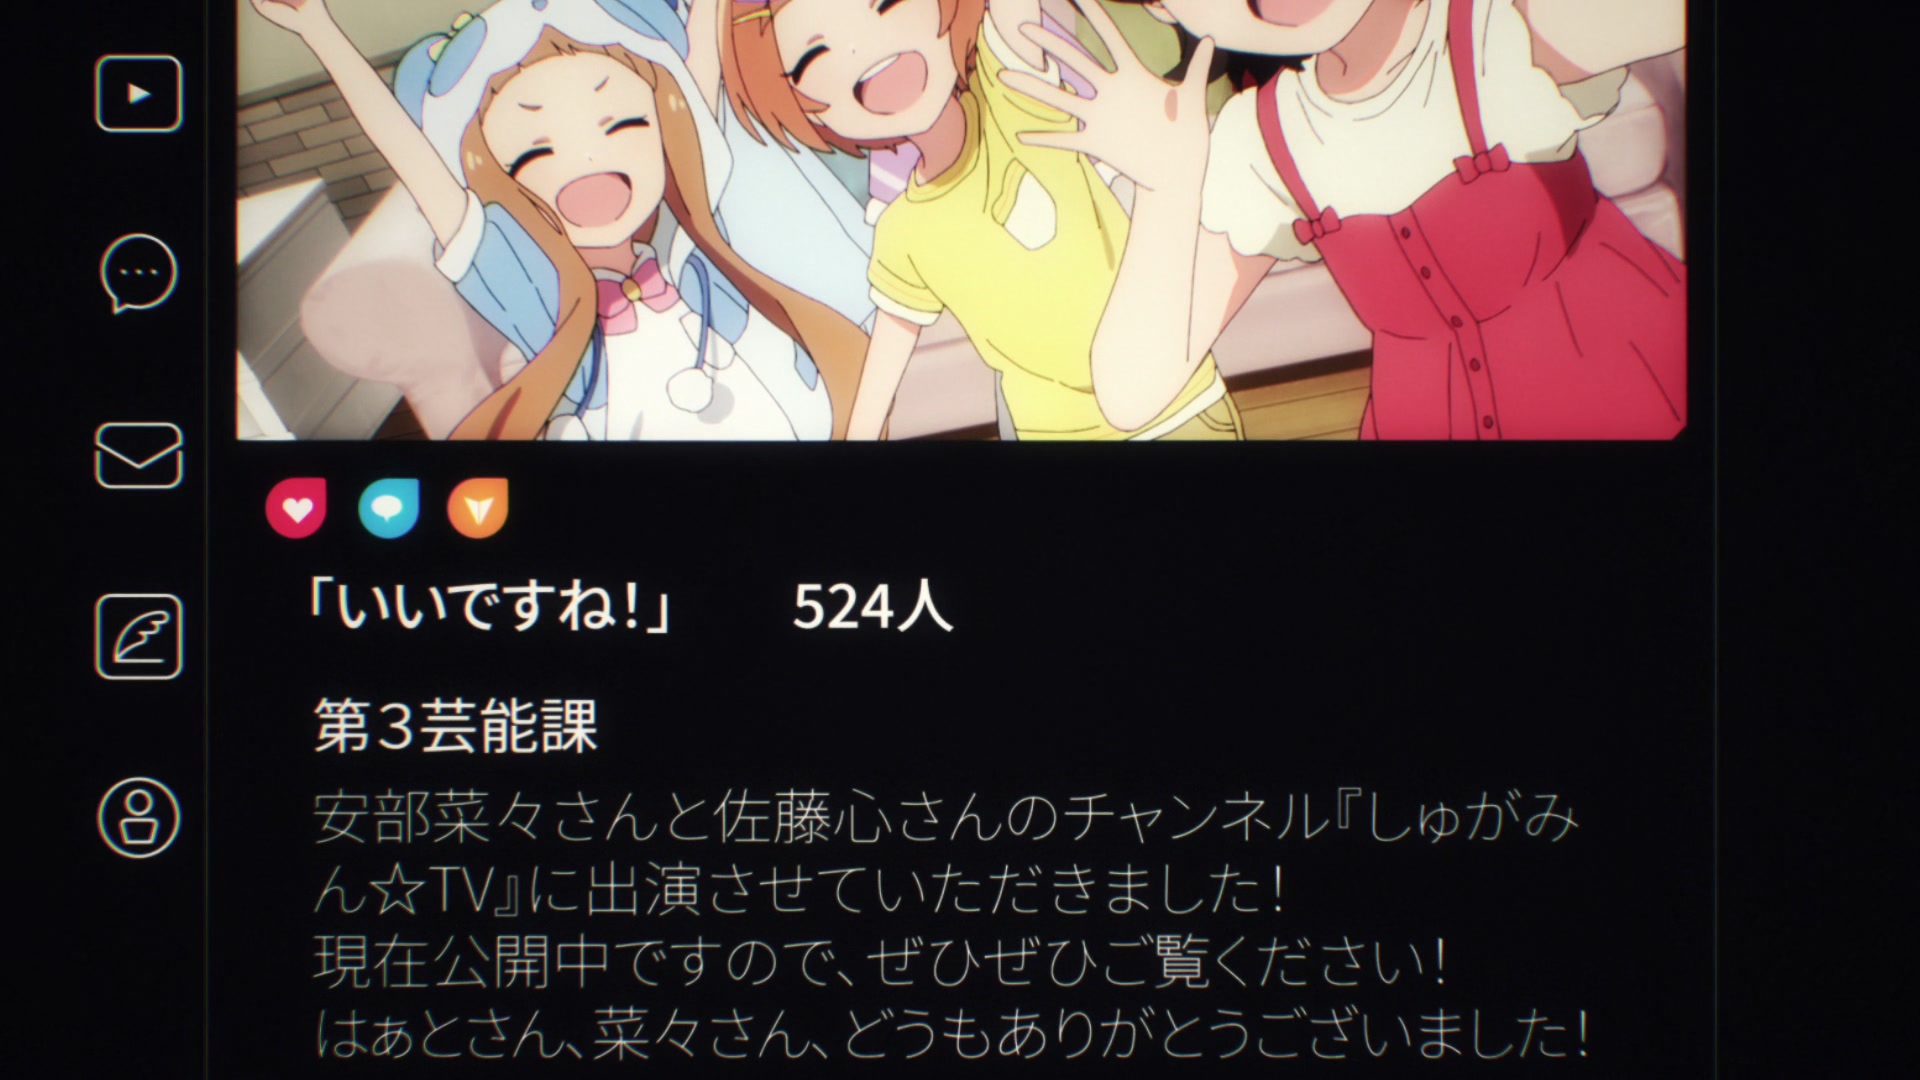 「いいですね!」 524人
第3芸能課
安部菜々さんと佐藤心さんのチャンネル『しゅがみ
ん☆TV』に出演させていただきました!
現在公開中ですので、ぜひぜひご覧ください!
はぁとさん、菜々さん、どうもありがとうございました!